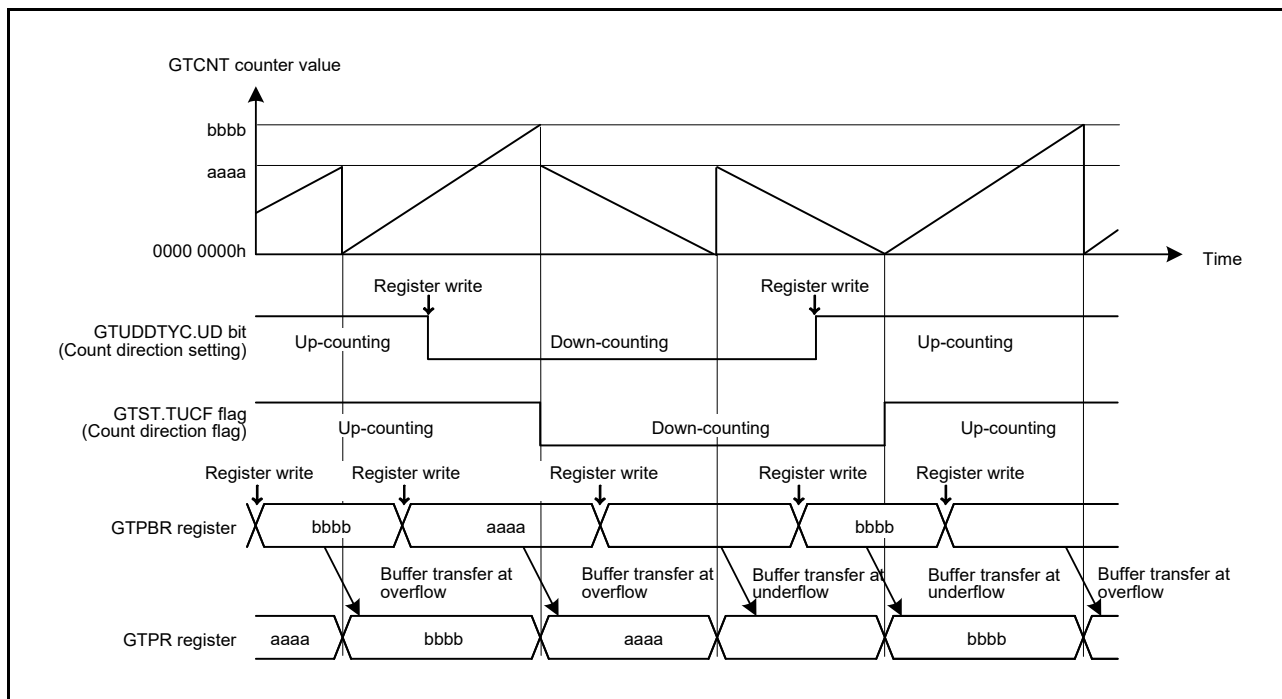 GTCNT counter value
bbbb
aaaa
0000 0000h
Time
Register write
Register write
GTUDDTYC.UD bit
(Count direction setting)
Up-counting
Down-counting
Up-counting
GTST.TUCF flag
(Count direction flag)
Up-counting
Down-counting
Up-counting
Register write
Register write
Register write
Register write
Register write
GTPBR register
bbbb
aaaa
bbbb
Buffer transfer at
overflow
Buffer transfer at
overflow
Buffer transfer at
underflow
Buffer transfer at
underflow
Buffer transfer at
overflow
GTPR register
aaaa
bbbb
aaaa
bbbb